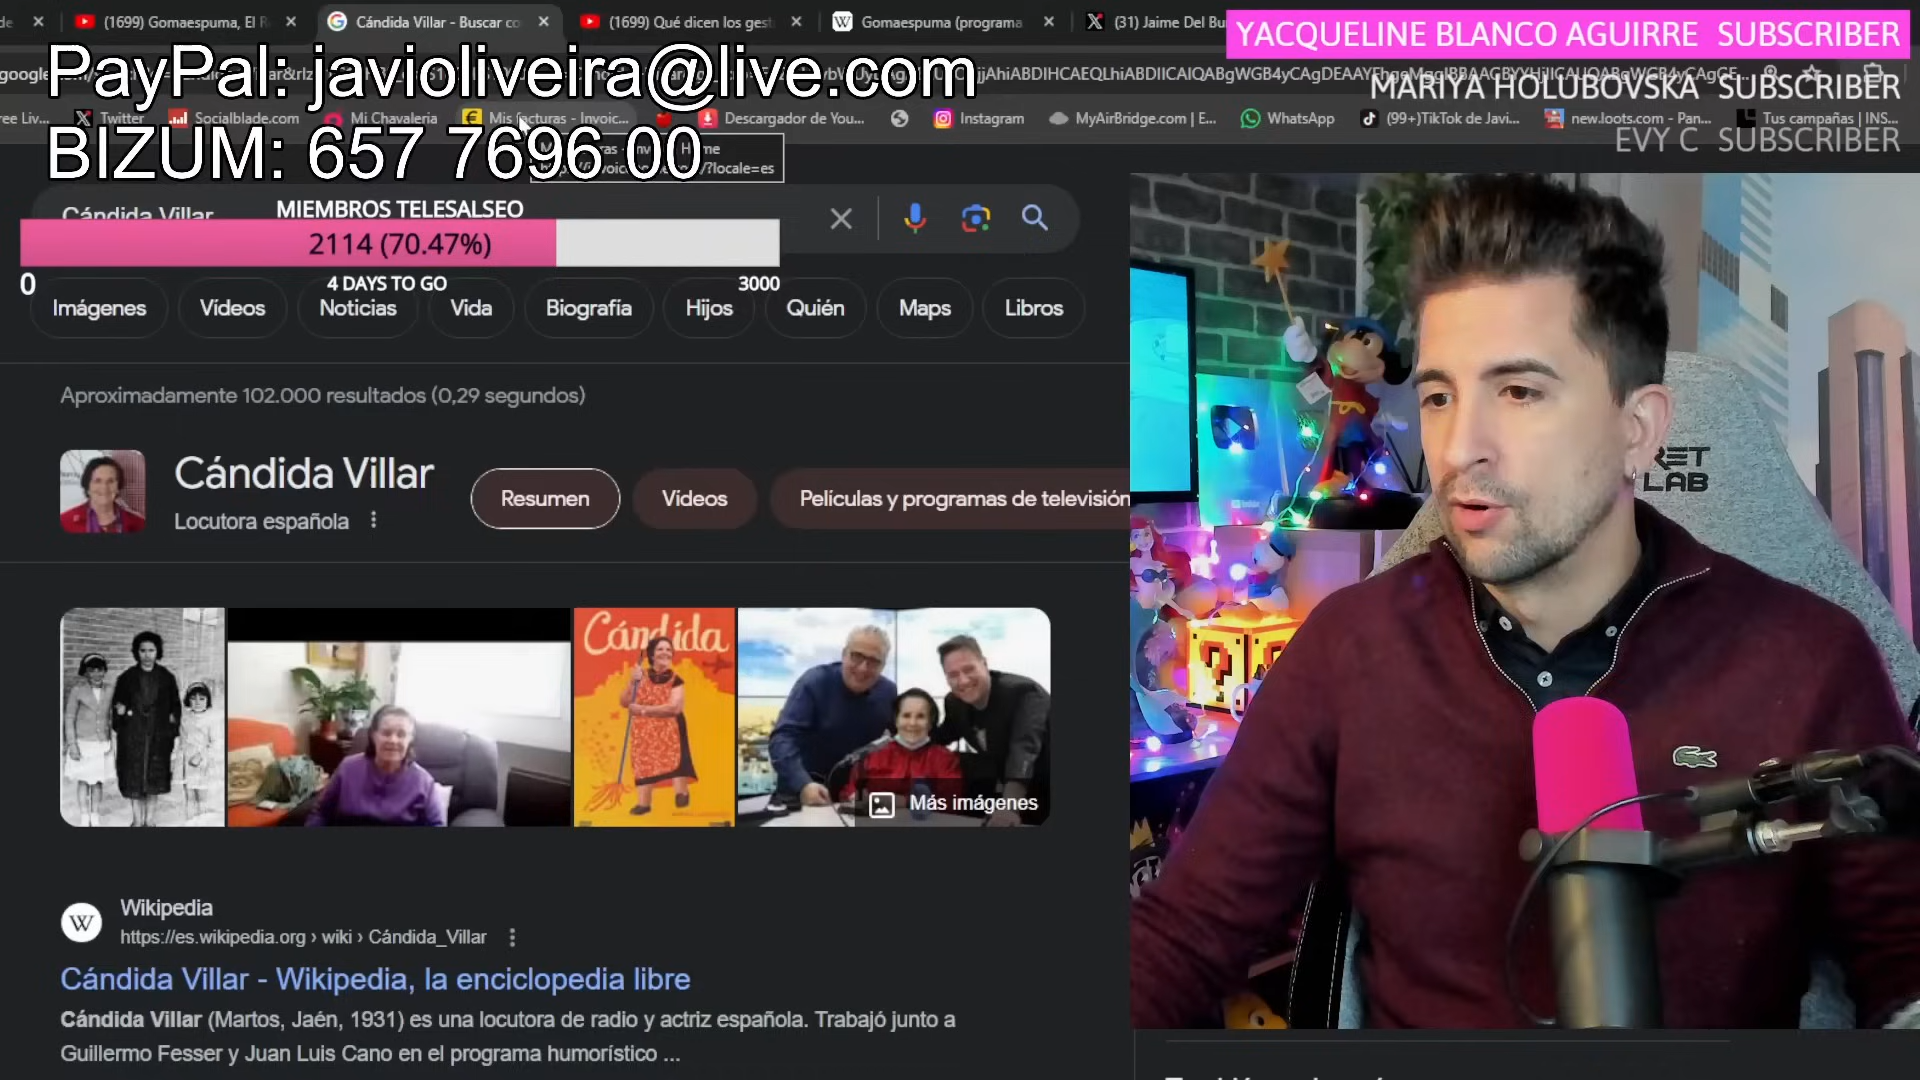 (1699) Gomaespuma, El R
Cándida Villar - Buscar co
(1699) Qué dicen los gest
Gomaespuma (programa
(31) Jaime Del Bu
YACQUELINE BLANCO AGUIRRE SUBSCRIBER
PayPal: javioliveira@live.com
MARIYA HOLUBOVSKA SUBSCRIBER
Twitter
Socialblade.com
Mi Chavaleria
Mis facturas - Invoic...
Descargador de You...
Instagram
MyAirBridge.com | E...
WhatsApp
(99+)TikTok de Javi...
new.loots.com - Pan...
Tus campañas | INS...
EVY C SUBSCRIBER
BIZUM: 657 7696 00
/?locale=es
Cándida Villar
MIEMBROS TELESALSEO
2114 (70.47%)
0
4 DAYS TO GO
3000
Imágenes
Vídeos
Noticias
Vida
Biografía
Hijos
Quién
Maps
Libros
Aproximadamente 102.000 resultados (0,29 segundos)
Cándida Villar
Locutora española
Resumen
Vídeos
Películas y programas de televisión
Cándida
Más imágenes
RET
LAB
Wikipedia
https://es.wikipedia.org › wiki › Cándida_Villar
Cándida Villar - Wikipedia, la enciclopedia libre
Cándida Villar (Martos, Jaén, 1931) es una locutora de radio y actriz española. Trabajó junto a
Guillermo Fesser y Juan Luis Cano en el programa humorístico ...